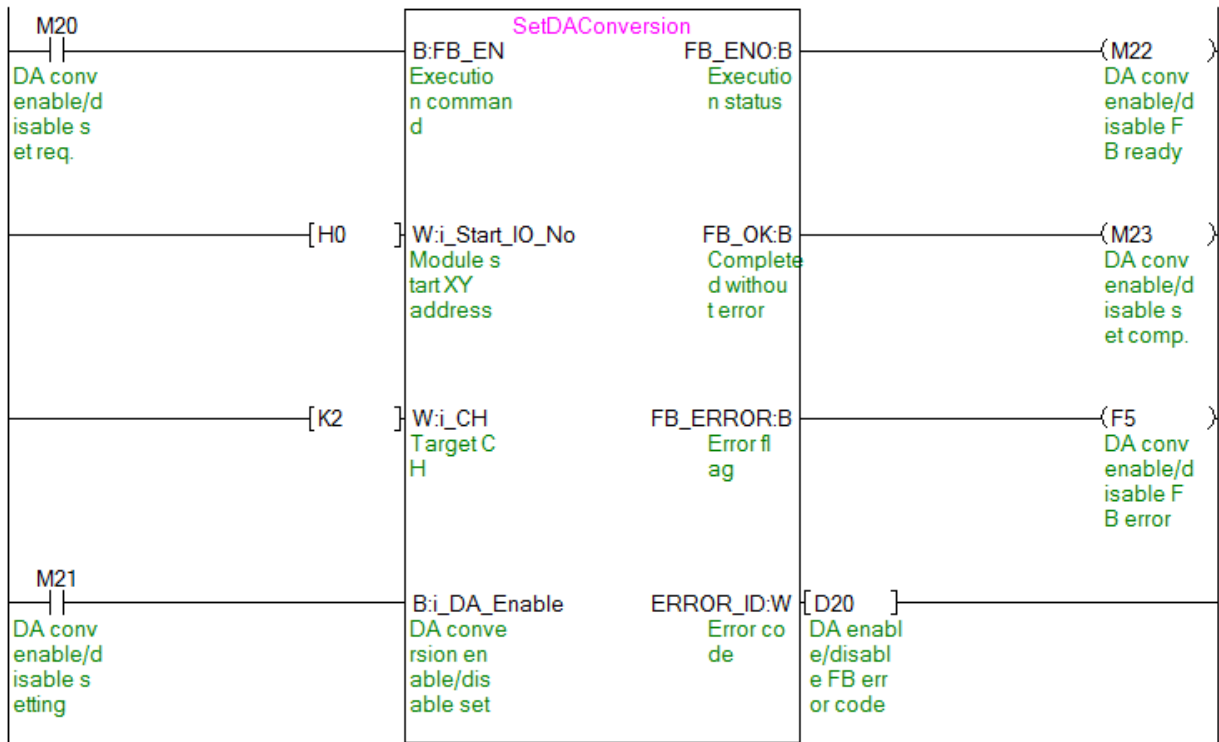 M20
SetDAConversion
B:FB_EN
FB_ENO:B
M22
DA conv
enable/d
isable s
et req.
Executio
n comman
d
Executio
n status
DA conv
enable/d
isable F
B ready
H0
W:i_Start_IO_No
FB_OK:B
M23
Module s
tart XY
address
Complete
d withou
t error
DA conv
enable/d
isable s
et comp.
K2
W:i_CH
FB_ERROR:B
F5
Target C
H
Error fl
ag
DA conv
enable/d
isable F
B error
M21
B:i_DA_Enable
ERROR_ID:W
D20
DA conv
enable/d
isable s
etting
DA conve
rsion en
able/dis
able set
Error co
de
DA enabl
e/disabl
e FB err
or code